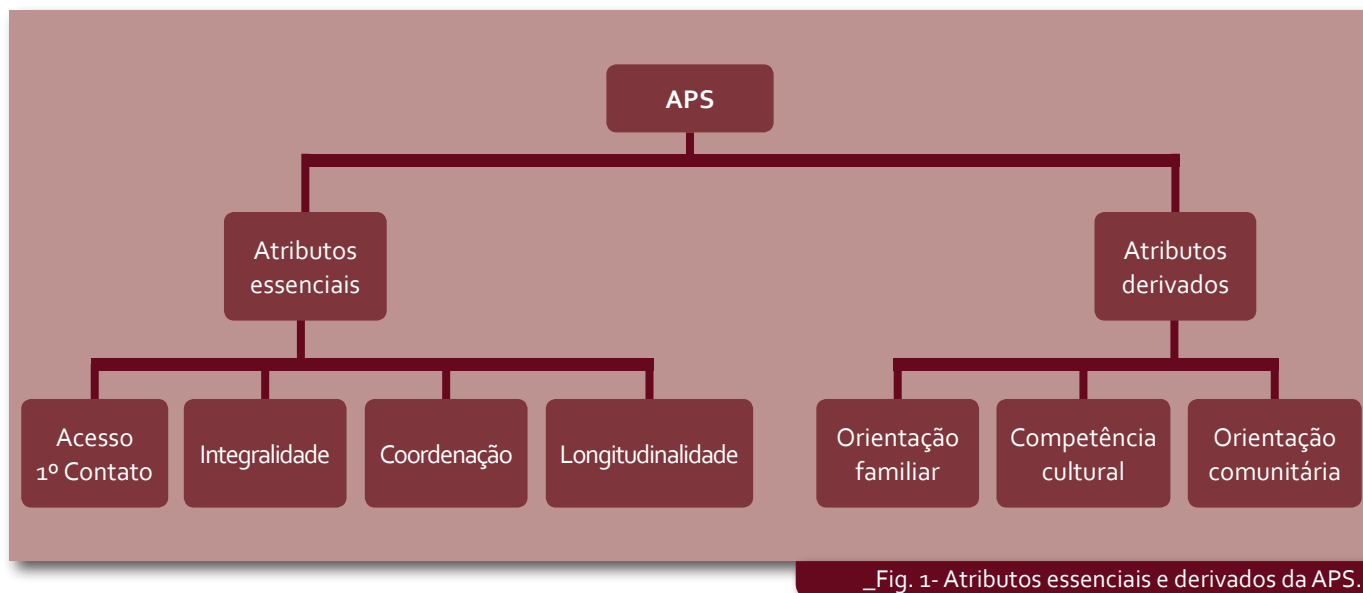 APS
Atributos
essenciais
Atributos
derivados
Acesso
1º Contato
Integralidade
Coordenação
Longitudinalidade
Orientação
familiar
Competência
cultural
Orientação
comunitária
_Fig. 1- Atributos essenciais e derivados da APS.